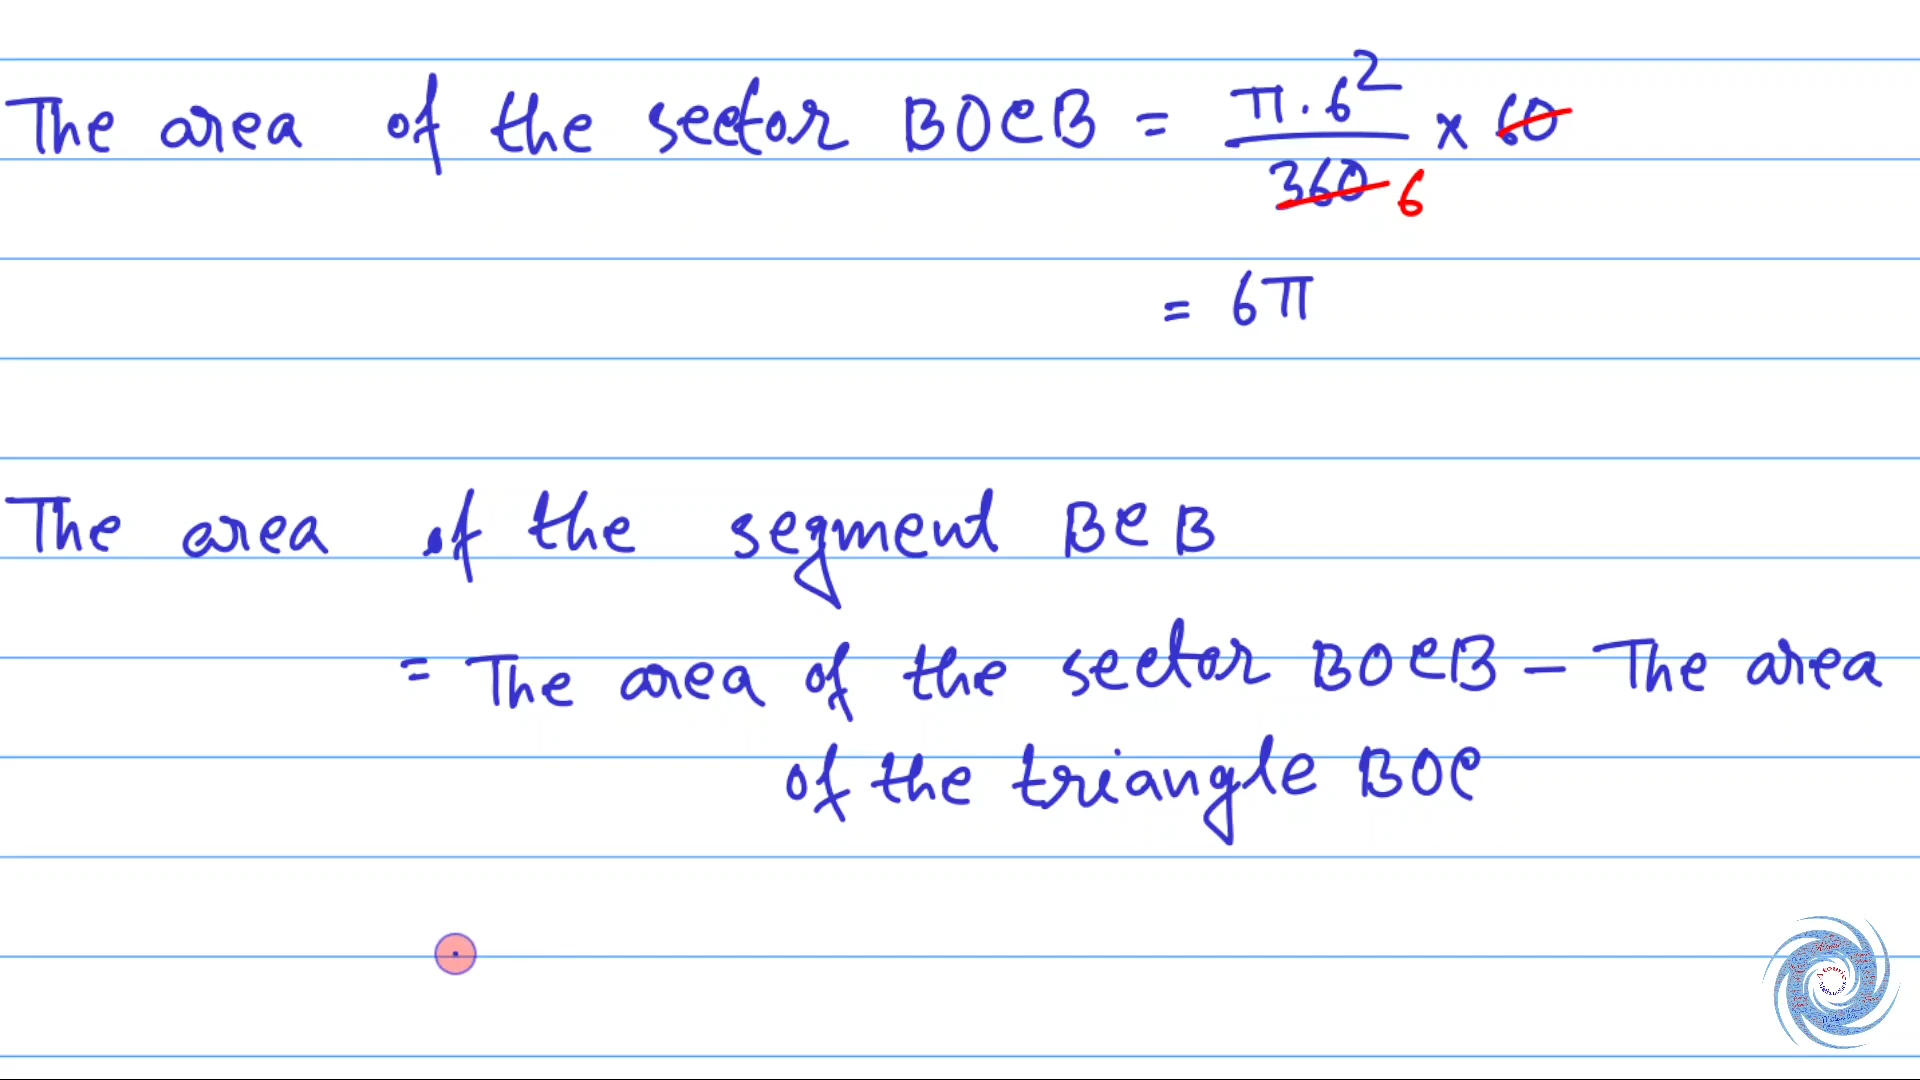 The area of the sector BOCB = π·6² / 360 6 × 60
= 6π
The area of the segment BCB
= The area of the sector BOCB – The area
of the triangle BOC